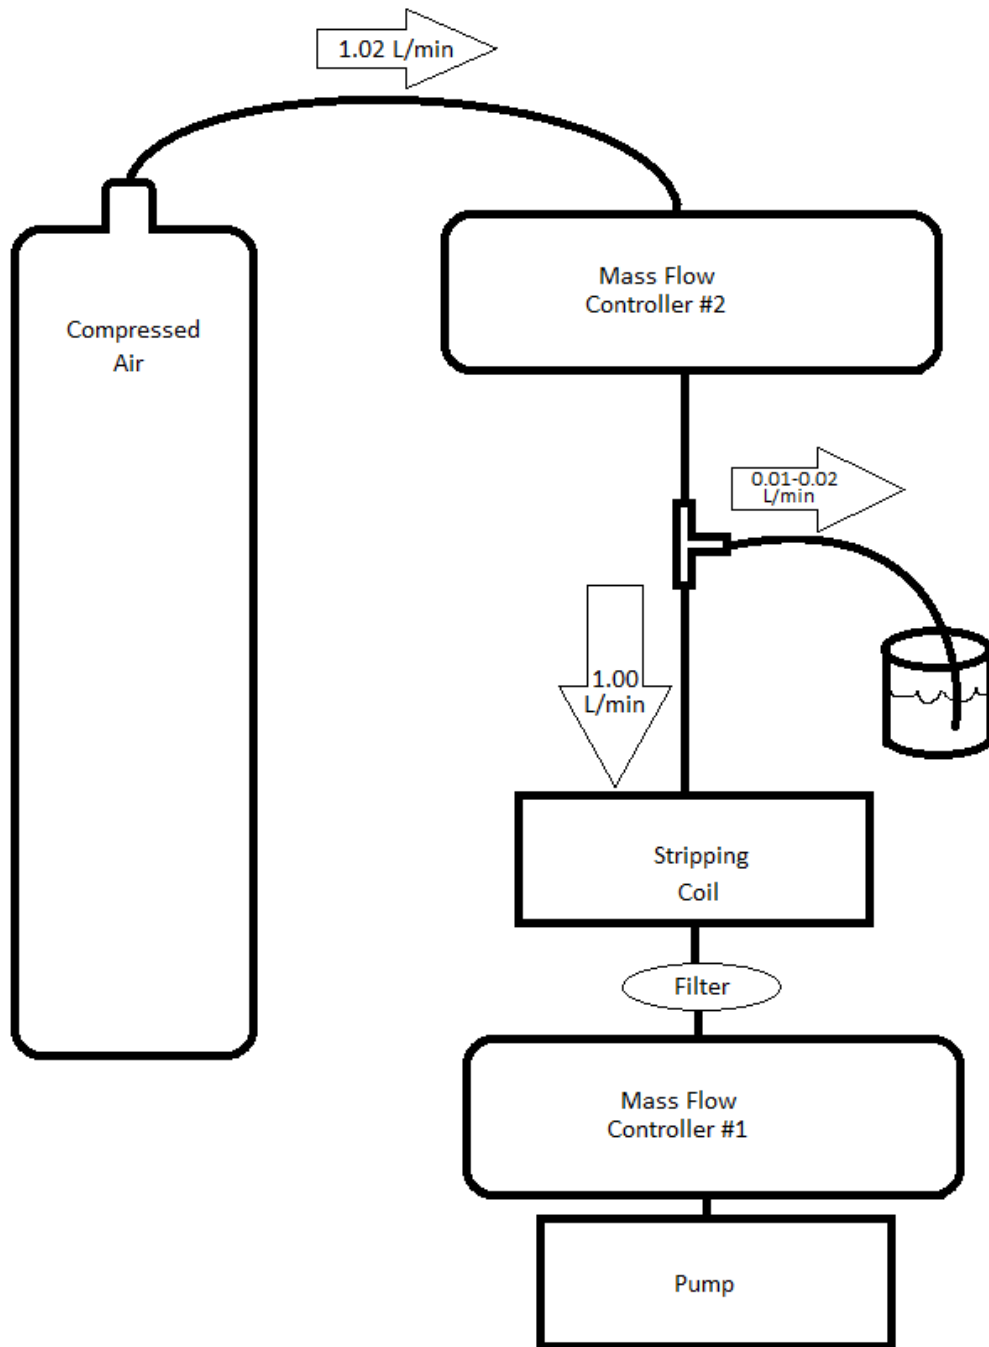 1.02 L/min
Mass Flow
Controller #2
Compressed
Air
0.01-0.02
L/min
1.00
L/min
Stripping
Coil
Filter
Mass Flow
Controller #1
Pump